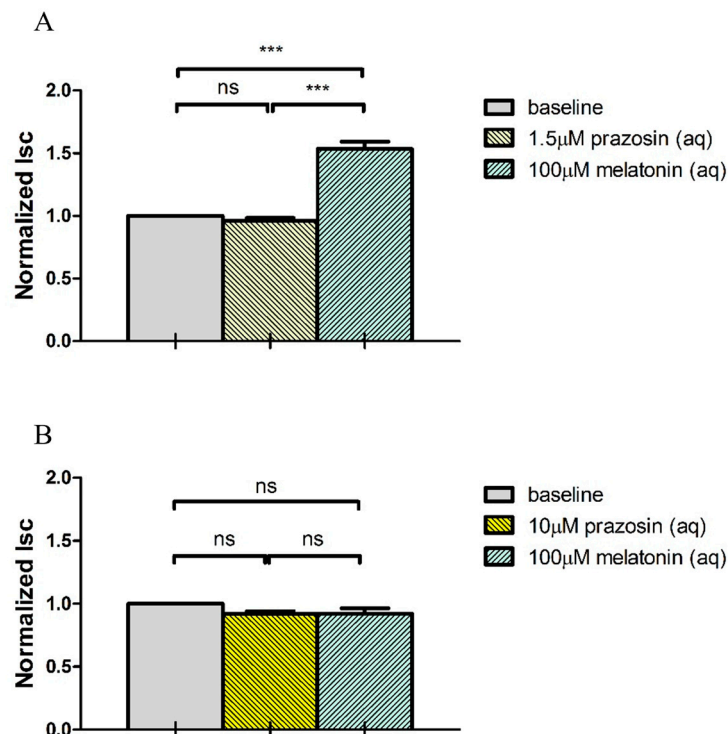 A
***
ns
***
2.0
1.5
1.0
0.5
0.0
Normalized Isc
baseline
1.5μM prazosin (aq)
100μM melatonin (aq)
B
ns
ns
ns
2.0
1.5
1.0
0.5
0.0
Normalized Isc
baseline
10μM prazosin (aq)
100μM melatonin (aq)